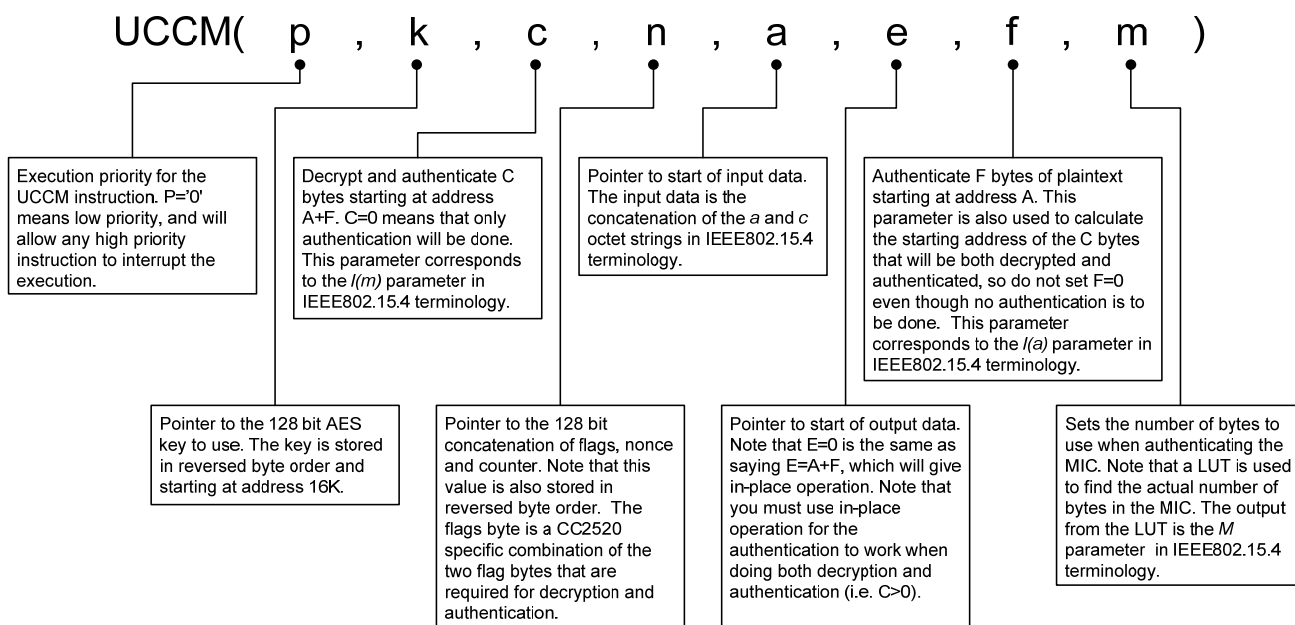 UCCM( p , k , c , n , a , e , f , m )
Execution priority for the
UCCM instruction. P='0'
means low priority, and will
allow any high priority
instruction to interrupt the
execution.
Decrypt and authenticate C
bytes starting at address
A+F. C=0 means that only
authentication will be done.
This parameter corresponds
to the l(m) parameter in
IEEE802.15.4 terminology.
Pointer to start of input data.
The input data is the
concatenation of the a and c
octet strings in IEEE802.15.4
terminology.
Authenticate F bytes of plaintext
starting at address A. This
parameter is also used to calculate
the starting address of the C bytes
that will be both decrypted and
authenticated, so do not set F=0
even though no authentication is to
be done.  This parameter
corresponds to the l(a) parameter in
IEEE802.15.4 terminology.
Pointer to the 128 bit AES
key to use. The key is stored
in reversed byte order and
starting at address 16K.
Pointer to the 128 bit
concatenation of flags, nonce
and counter. Note that this
value is also stored in
reversed byte order.  The
flags byte is a CC2520
specific combination of the
two flag bytes that are
required for decryption and
authentication.
Pointer to start of output data.
Note that E=0 is the same as
saying E=A+F, which will give
in-place operation. Note that
you must use in-place
operation for the
authentication to work when
doing both decryption and
authentication (i.e. C>0).
Sets the number of bytes to
use when authenticating the
MIC. Note that a LUT is used
to find the actual number of
bytes in the MIC. The output
from the LUT is the M
parameter  in IEEE802.15.4
terminology.